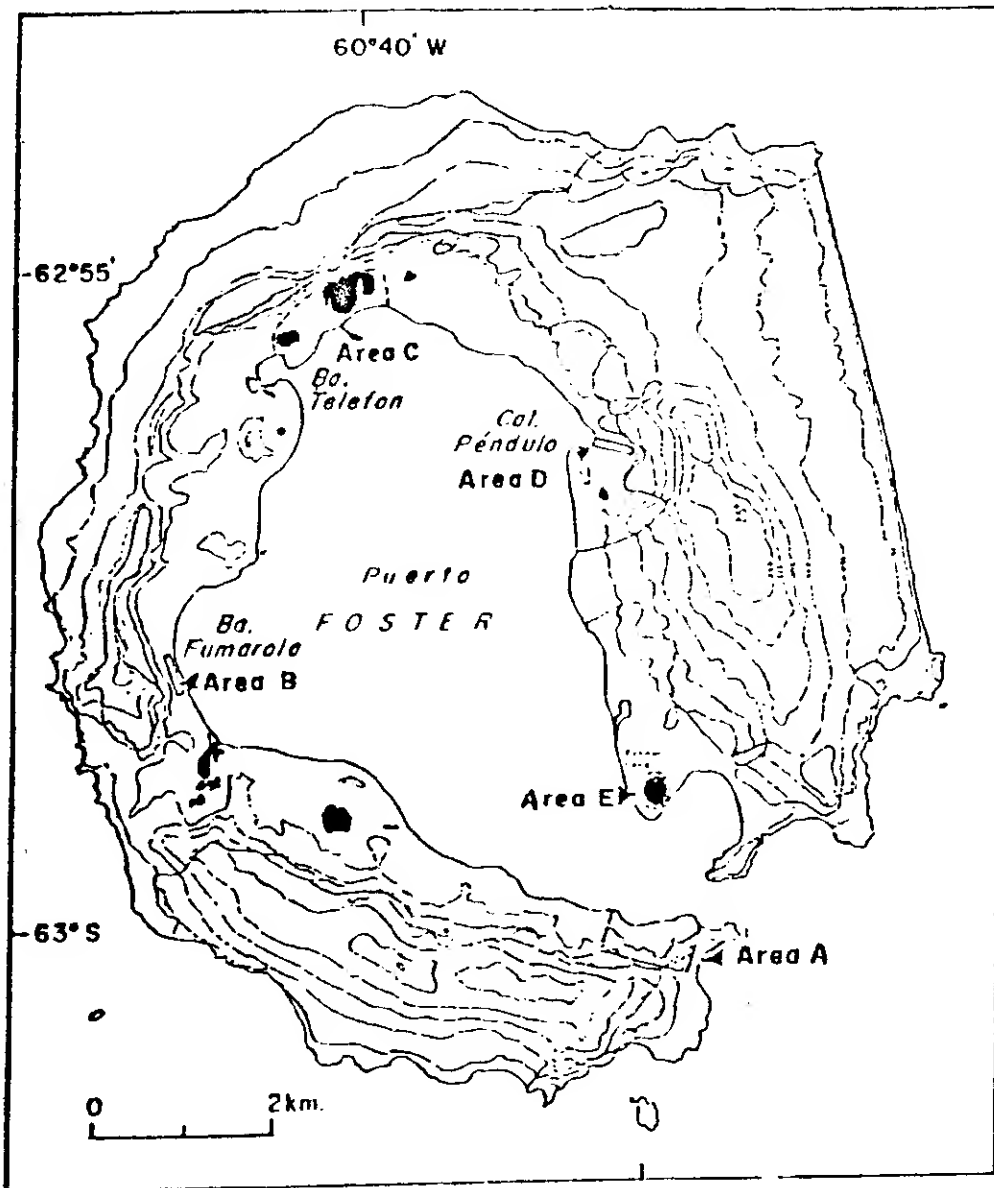 60°40' W
62°55'
Area C
Ba.
Telefon
Cal.
Péndulo
Area D
Puerto
FOSTER
Ba.
Fumarola
Area B
Area E
63°S
Area A
0 2km.